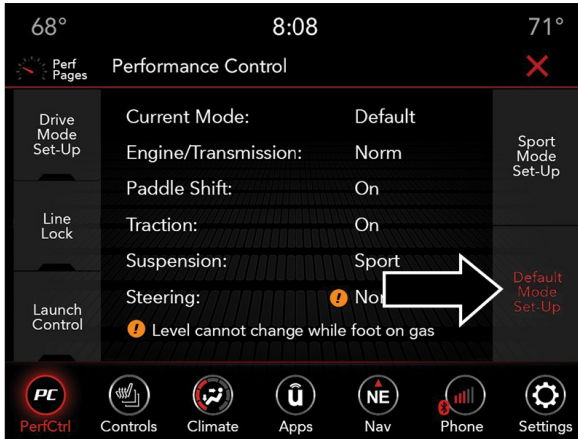 68°
8:08
71°
Perf
Pages
Performance Control
Drive
Mode
Set-Up
Line
Lock
Launch
Control
Current Mode: Default
Engine/Transmission: Norm
Paddle Shift: On
Traction: On
Suspension: Sport
Steering: ! No
! Level cannot change while foot on gas
Sport
Mode
Set-Up
Default
Mode
Set-Up
PC
PerfCtrl
Controls
Climate
û
Apps
NE
Nav
Phone
Settings